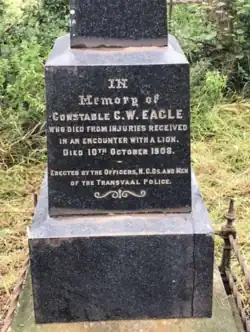 IN
Memory of
CONSTABLE C.W. EAGLE
WHO DIED FROM INJURIES RECEIVED
IN AN ENCOUNTER WITH A LION.
DIED 10TH OCTOBER 1908.
ERECTED BY THE OFFICERS, N.C.OS. AND MEN
OF THE TRANSVAAL POLICE.